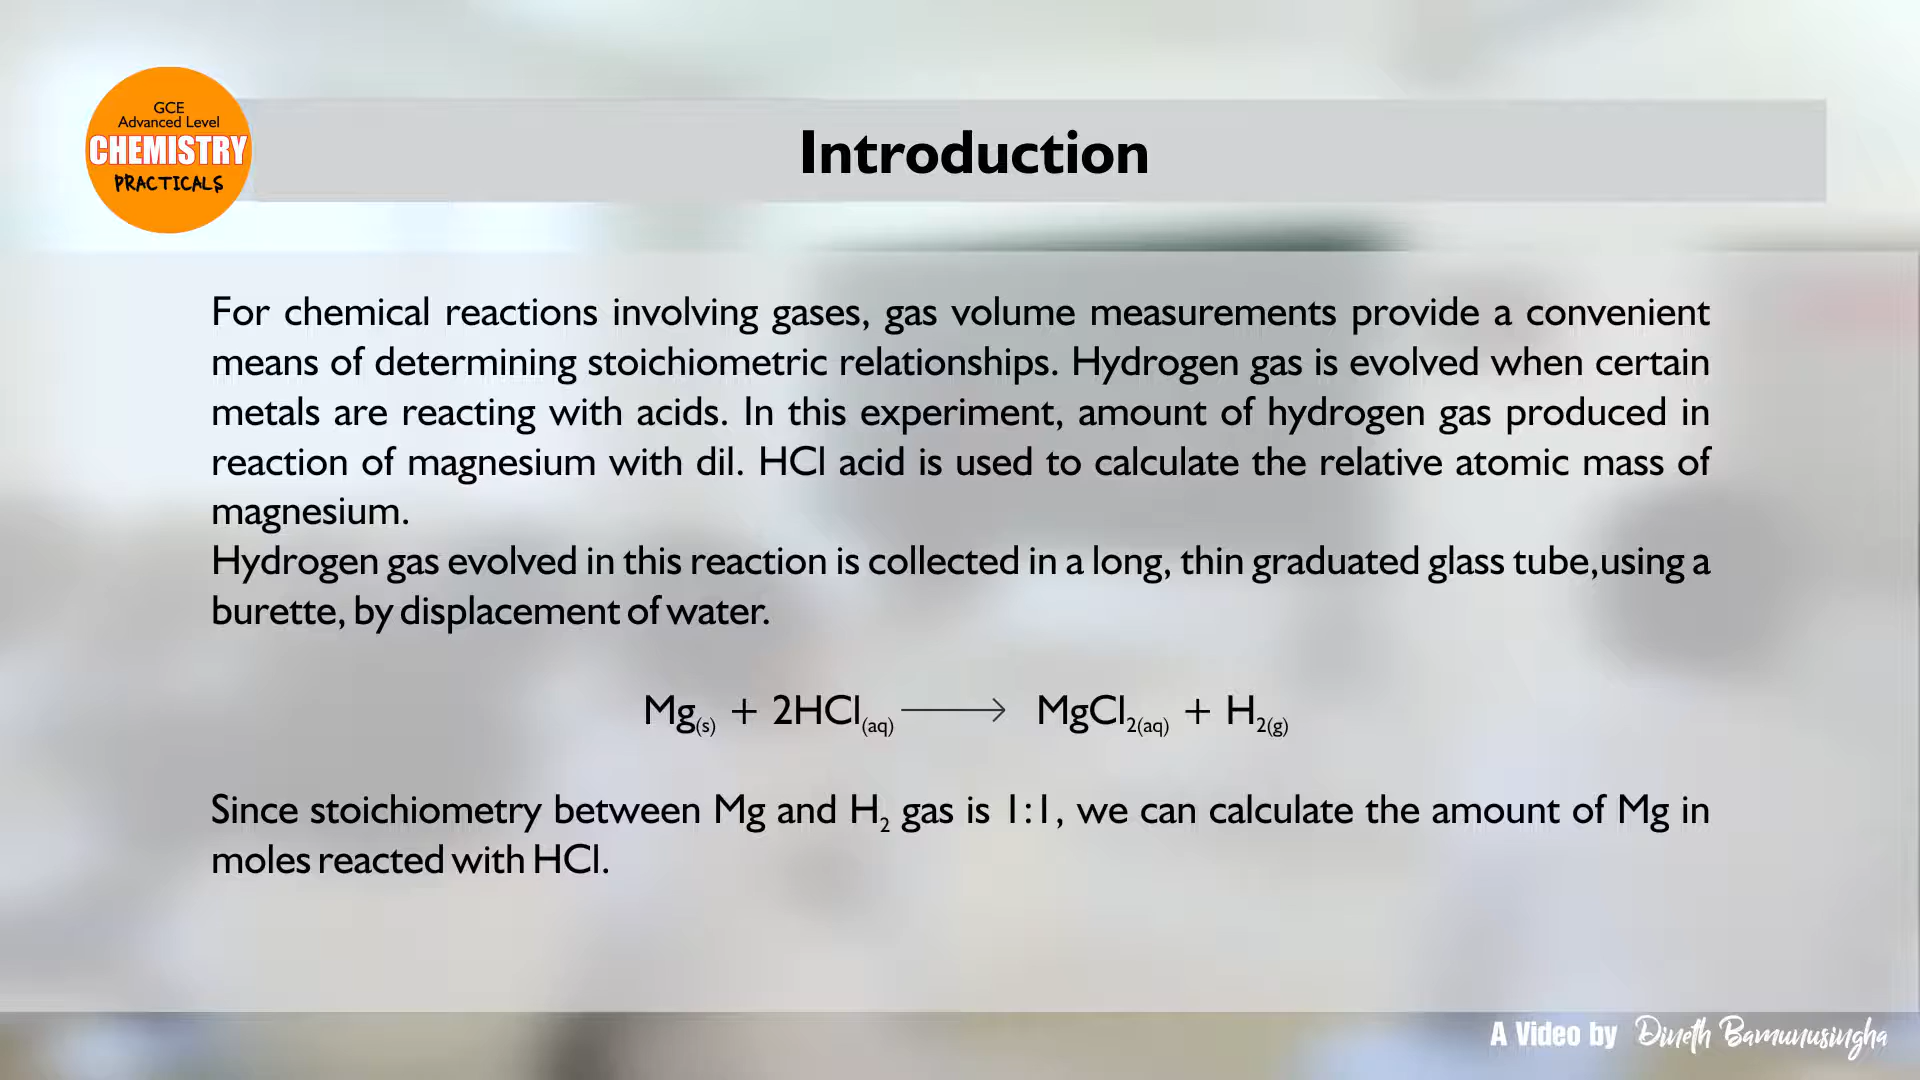 GCE
Advanced Level
CHEMISTRY
PRACTICALS
Introduction
For chemical reactions involving gases, gas volume measurements provide a convenient
means of determining stoichiometric relationships. Hydrogen gas is evolved when certain
metals are reacting with acids. In this experiment, amount of hydrogen gas produced in
reaction of magnesium with dil. HCl acid is used to calculate the relative atomic mass of
magnesium.
Hydrogen gas evolved in this reaction is collected in a long, thin graduated glass tube,using a
burette, by displacement of water.
Mg(s) + 2HCl(aq) ⟶ MgCl2(aq) + H2(g)
Since stoichiometry between Mg and H2 gas is 1:1, we can calculate the amount of Mg in
moles reacted with HCl.
A Video by Dineth Bamunusingha